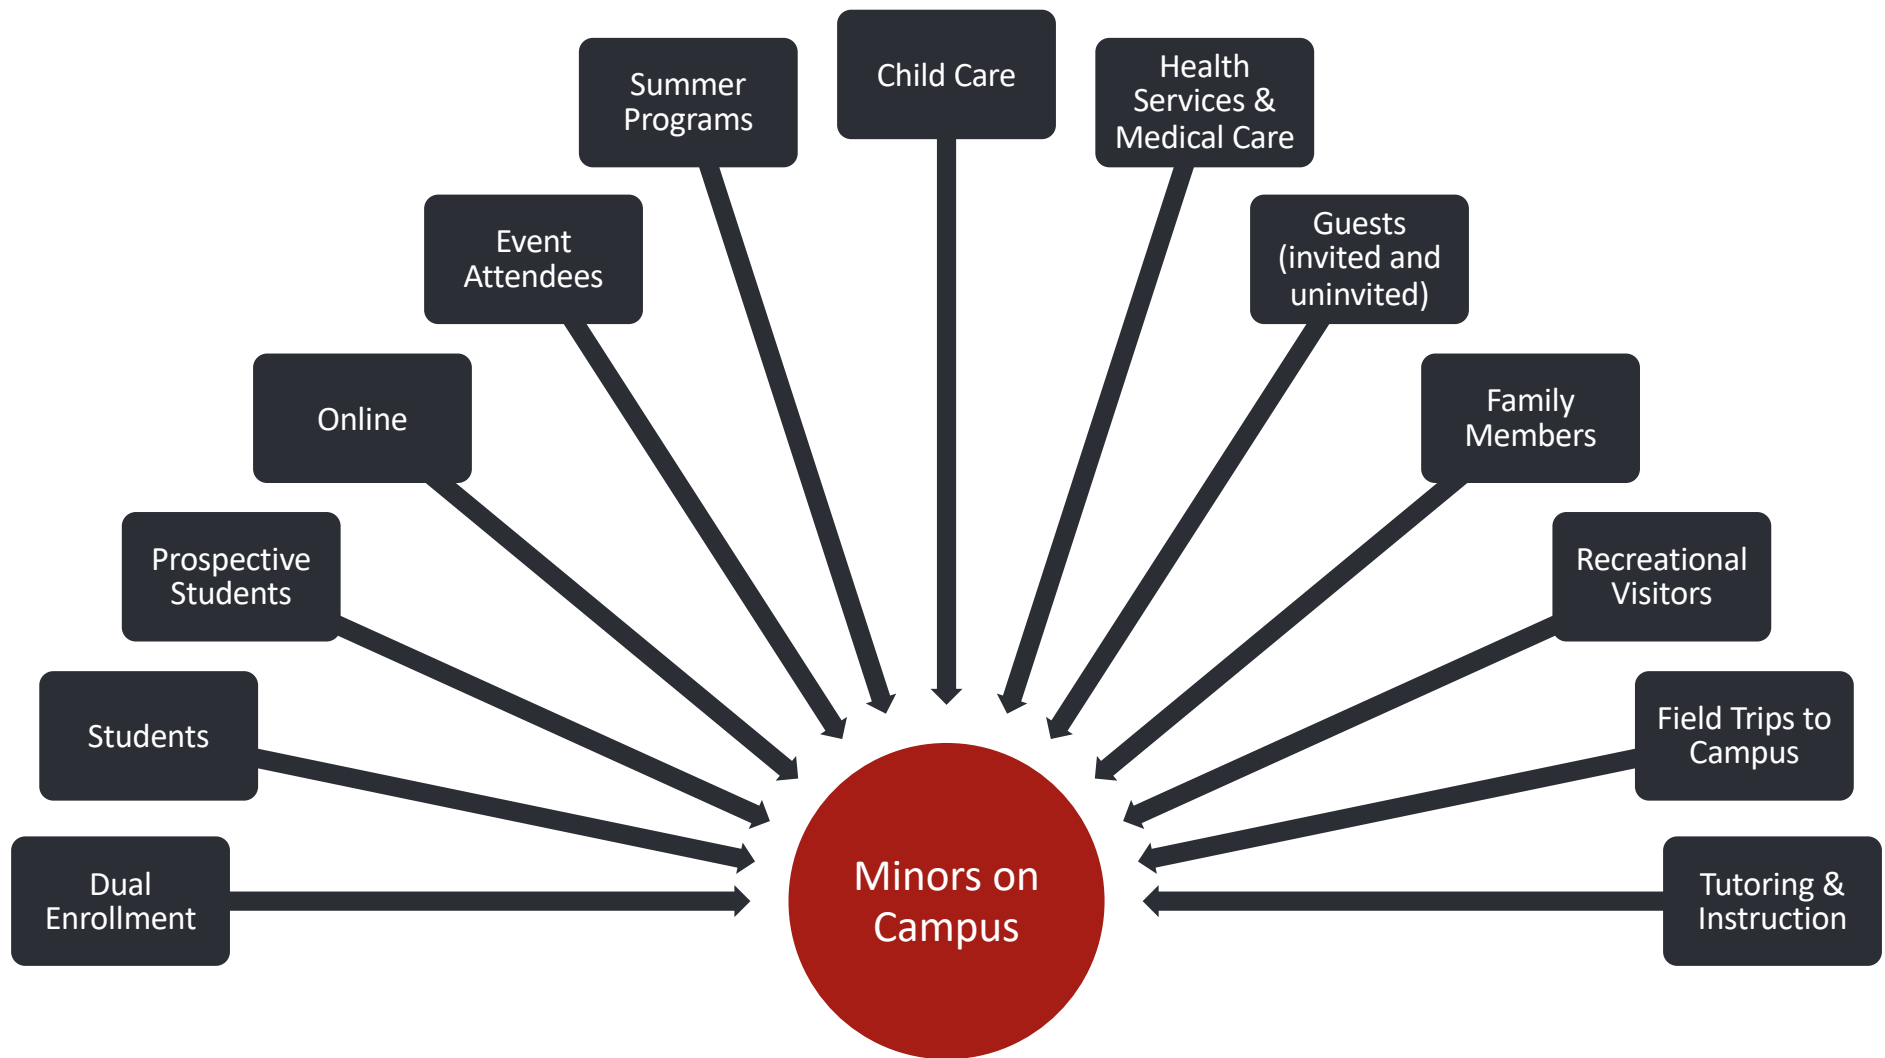 Child Care
Summer
Programs
Health
Services &
Medical Care
Event
Attendees
Guests
(invited and
uninvited)
Online
Family
Members
Prospective
Students
Recreational
Visitors
Students
Field Trips to
Campus
Dual
Enrollment
Minors on
Campus
Tutoring &
Instruction